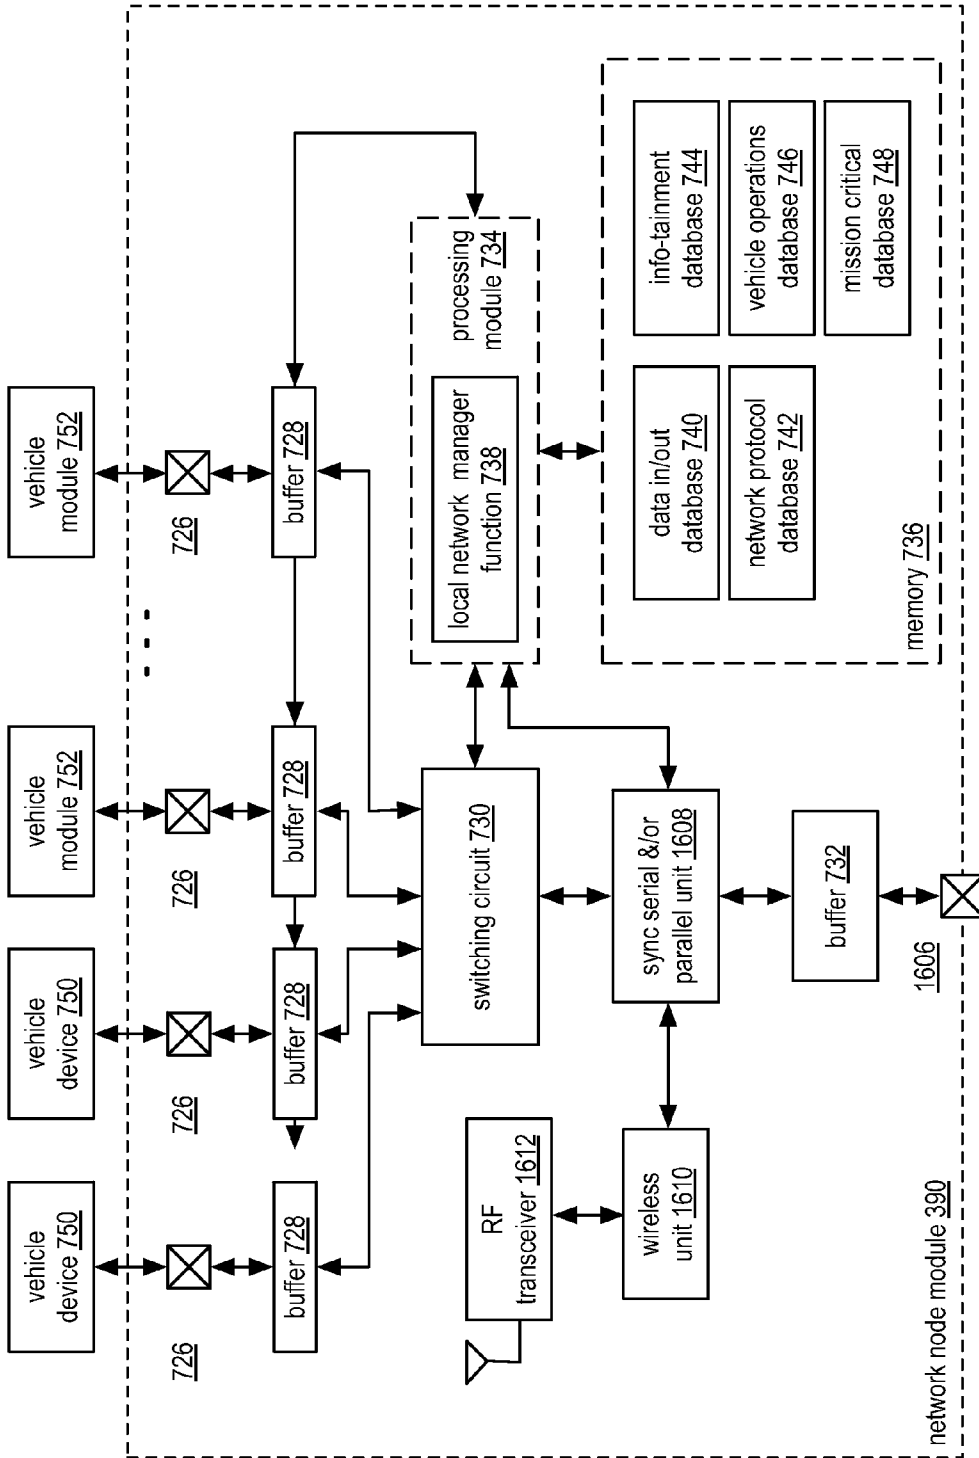 vehicle
device 750
vehicle
device 750
vehicle
module 752
vehicle
module 752
726
726
726
726
buffer 728
buffer 728
buffer 728
buffer 728
RF
transceiver 1612
switching circuit 730
local network manager
function 738
processing
module 734
wireless
unit 1610
sync serial &/or
parallel unit 1608
buffer 732
1606
data in/out
database 740
info-tainment
database 744
network protocol
database 742
vehicle operations
database 746
mission critical
database 748
memory 736
network node module 390